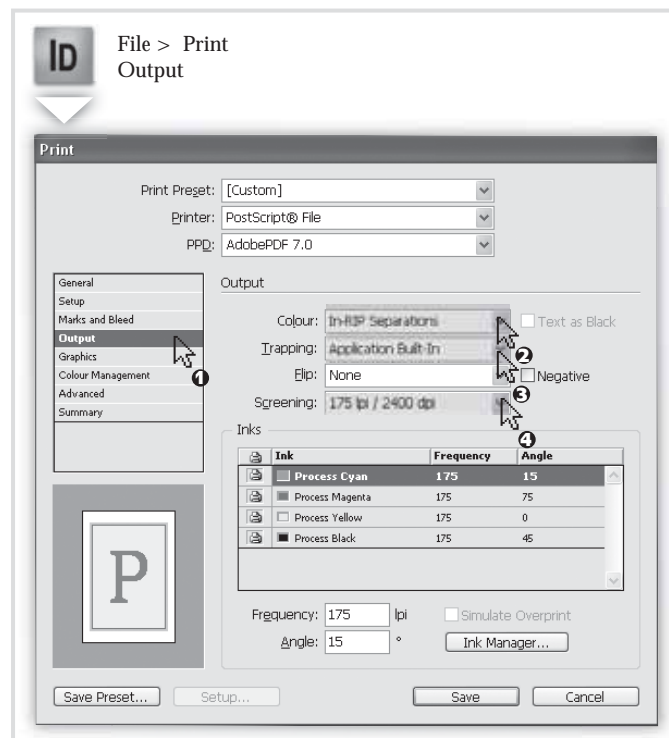 ID
File > Print
Output
Print
Print Preset: [Custom]
Printer: PostScript® File
PPD: AdobePDF 7.0
General
Setup
Marks and Bleed
Output
Graphics
Colour Management
Advanced
Summary
1
Output
Colour: In-RIP Separations
Text as Black
2
Trapping: Application Built-In
Flip: None
Negative
3
Screening: 175 lpi / 2400 dpi
4
Inks
Ink Frequency Angle
Process Cyan 175 15
Process Magenta 175 75
Process Yellow 175 0
Process Black 175 45
P
Frequency: 175 lpi
Simulate Overprint
Angle: 15 °
Ink Manager...
Save Preset... Setup... Save Cancel